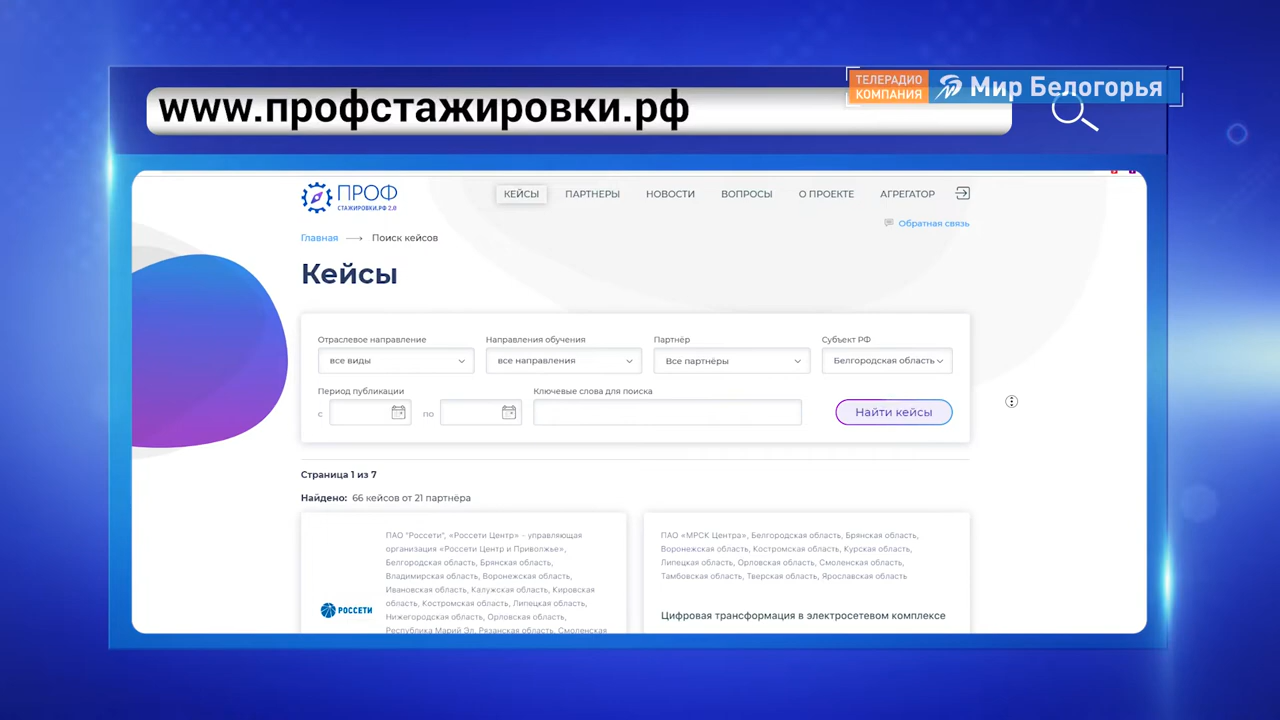 ТЕЛЕРАДИО
КОМПАНИЯ
Мир Белогорья
www.профстажировки.рф
ПРОФ
СТАЖИРОВКИ.РФ 2.0
КЕЙСЫ ПАРТНЕРЫ НОВОСТИ ВОПРОСЫ О ПРОЕКТЕ АГРЕГАТОР
Обратная связь
Главная Поиск кейсов
Кейсы
Отраслевое направление Направления обучения Партнёр Субъект РФ
все виды все направления Все партнёры Белгородская область
Период публикации Ключевые слова для поиска
с по Найти кейсы
Страница 1 из 7
Найдено: 66 кейсов от 21 партнёра
ПАО "Россети", «Россети Центр» - управляющая
организация «Россети Центр и Приволжье»,
Белгородская область, Брянская область,
Владимирская область, Воронежская область,
Ивановская область, Калужская область, Кировская
область, Костромская область, Липецкая область,
Нижегородская область, Орловская область,
Республика Марий Эл, Рязанская область, Смоленская
РОССЕТИ
ПАО «МРСК Центра», Белгородская область, Брянская область,
Воронежская область, Костромская область, Курская область,
Липецкая область, Орловская область, Смоленская область,
Тамбовская область, Тверская область, Ярославская область
Цифровая трансформация в электросетевом комплексе